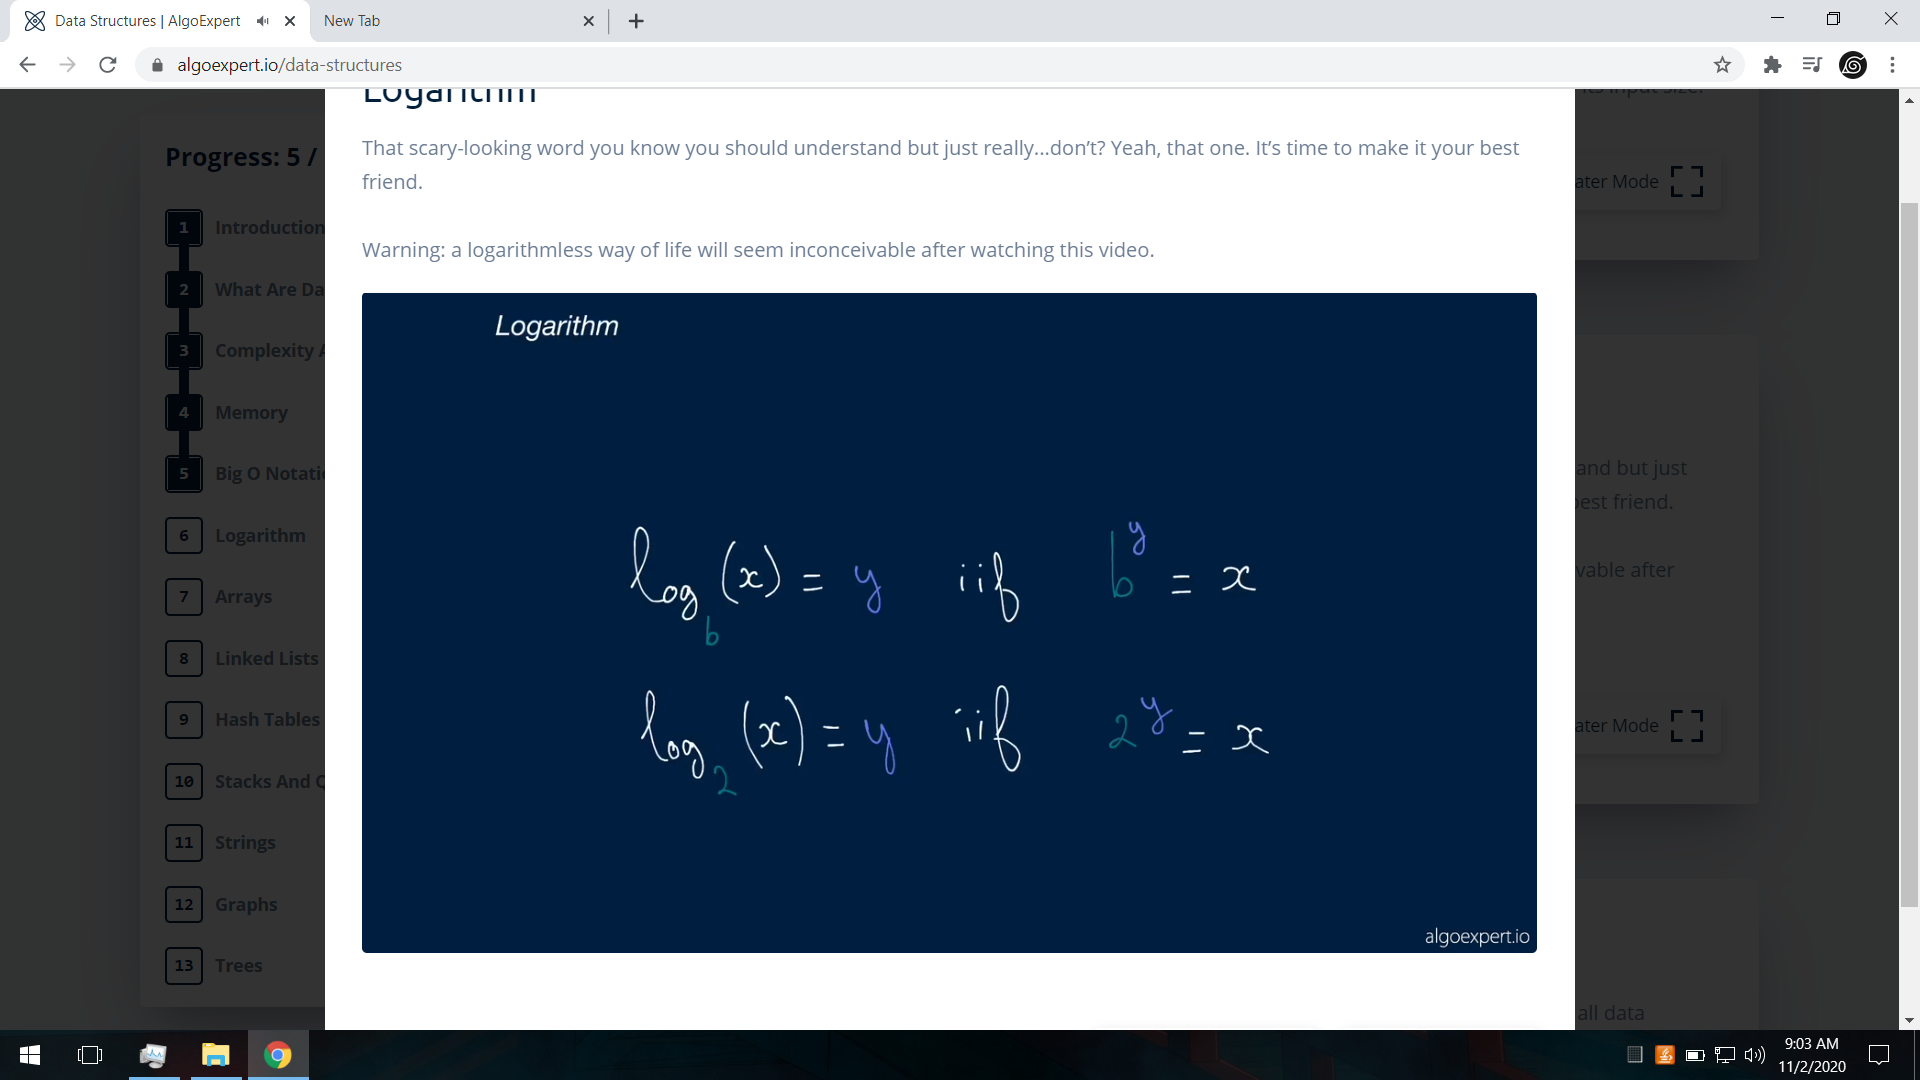 Data Structures | AlgoExpert
New Tab
algoexpert.io/data-structures
Logarithm
That scary-looking word you know you should understand but just really...don't? Yeah, that one. It's time to make it your best
friend.
Warning: a logarithmless way of life will seem inconceivable after watching this video.
Progress: 5 /
1 Introduction
2 What Are Da
3 Complexity A
4 Memory
5 Big O Notati
6 Logarithm
7 Arrays
8 Linked Lists
9 Hash Tables
10 Stacks And Q
11 Strings
12 Graphs
13 Trees
Logarithm
log_b (x) = y iif b^y = x
log_2 (x) = y iif 2^y = x
algoexpert.io
its input size.
ater Mode
and but just
best friend.
vable after
ater Mode
all data
9:03 AM
11/2/2020